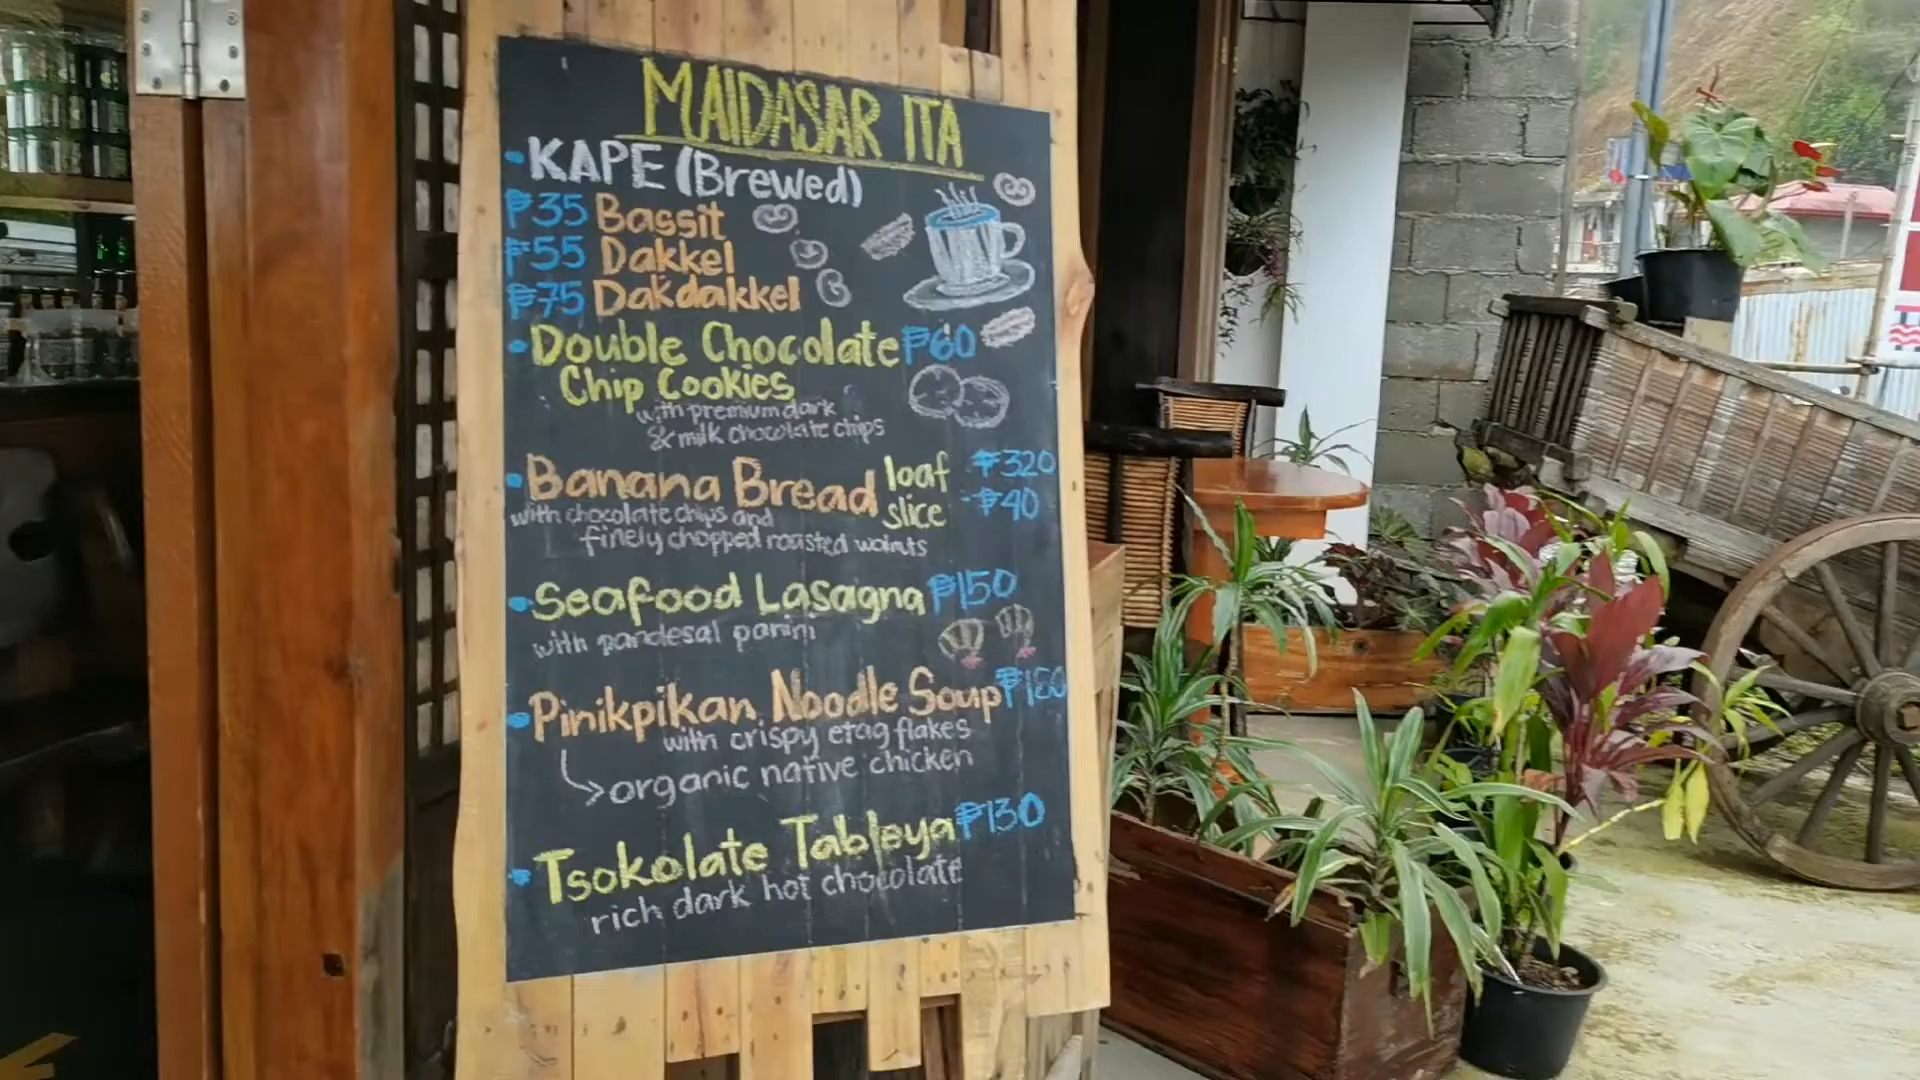 MAIDASAR ITA
• KAPE (Brewed)
₱35 Bassit
₱55 Dakkel
₱75 Dakdakkel
• Double Chocolate ₱60
Chip Cookies
with premium dark
& milk chocolate chips
• Banana Bread loaf - ₱320
slice - ₱40
with chocolate chips and
finely chopped roasted walnuts
• Seafood Lasagna ₱150
with pandesal panini
• Pinikpikan Noodle Soup
with crispy etag flakes
organic native chicken
• Tsokolate Tableya ₱130
rich dark hot chocolate